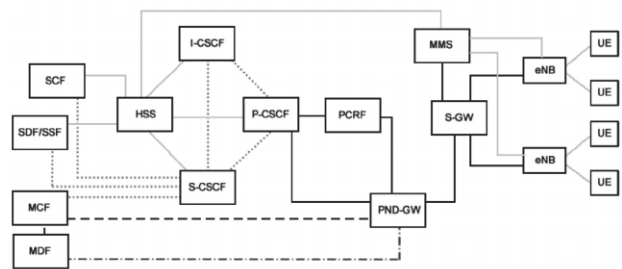 I-CSCF
MMS
UE
eNB
SCF
UE
HSS
P-CSCF
PCRF
S-GW
SDF/SSF
UE
eNB
S-CSCF
UE
MCF
PND-GW
MDF